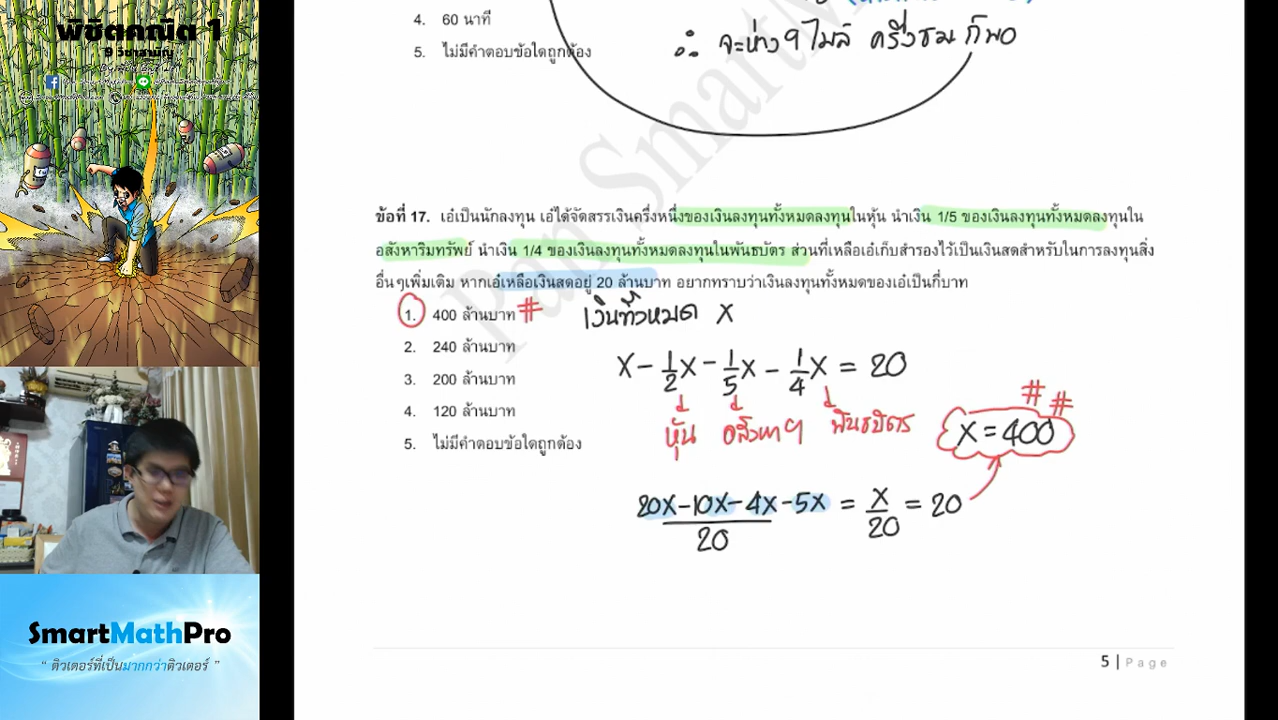 พิชิตคณิต 1
9 วิชาสามัญ
4. 60 นาที
5. ไม่มีคำตอบข้อใดถูกต้อง
∴ จะห่าง 9 ไมล์ ครึ่งชม ก็พอ
ข้อที่ 17. เอ๋เป็นนักลงทุน เอ๋ได้จัดสรรเงินครึ่งหนึ่งของเงินลงทุนทั้งหมดลงทุนในหุ้น นำเงิน 1/5 ของเงินลงทุนทั้งหมดลงทุนใน
อสังหาริมทรัพย์ นำเงิน 1/4 ของเงินลงทุนทั้งหมดลงทุนในพันธบัตร ส่วนที่เหลือเอ๋เก็บสำรองไว้เป็นเงินสดสำหรับในการลงทุนสิ่ง
อื่นๆเพิ่มเติม หากเอ๋เหลือเงินสดอยู่ 20 ล้านบาท อยากทราบว่าเงินลงทุนทั้งหมดของเอ๋เป็นกี่บาท
1. 400 ล้านบาท #
เงินทั้งหมด x
2. 240 ล้านบาท
x - 1/2 x - 1/5 x - 1/4 x = 20
3. 200 ล้านบาท
4. 120 ล้านบาท
หุ้น อสังหาฯ พันธบัตร
x = 400 # #
5. ไม่มีคำตอบข้อใดถูกต้อง
20x-10x-4x-5x / 20 = x/20 = 20
SmartMathPro
“ ติวเตอร์ที่เป็นมากกว่าติวเตอร์ ”
5 | Page
Pan SmartM